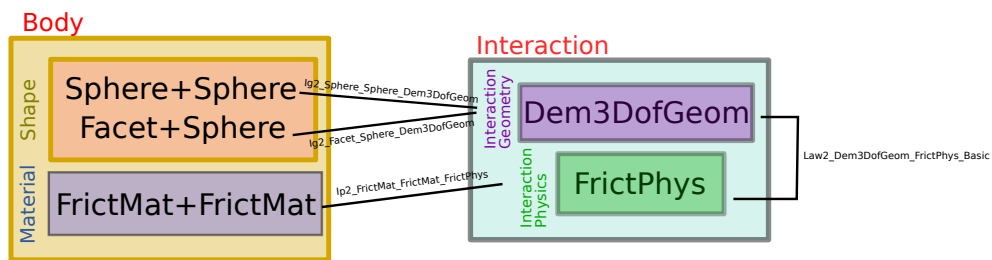 Body
Shape
Sphere+Sphere
Facet+Sphere
Material
FrictMat+FrictMat
Ig2_Sphere_Sphere_Dem3DofGeom
Ig2_Facet_Sphere_Dem3DofGeom
Ip2_FrictMat_FrictMat_FrictPhys
Interaction
Interaction
Geometry
Dem3DofGeom
Interaction
Physics
FrictPhys
Law2_Dem3DofGeom_FrictPhys_Basic